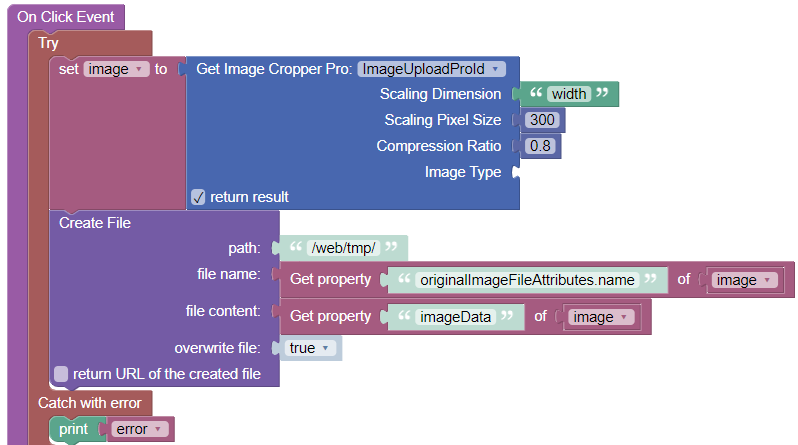 On Click Event
Try
set image to Get Image Cropper Pro: ImageUploadProId
Scaling Dimension “ width ”
Scaling Pixel Size 300
Compression Ratio 0.8
Image Type
return result
Create File
path: “ /web/tmp/ ”
file name: Get property “ originalImageFileAttributes.name ” of image
file content: Get property “ imageData ” of image
overwrite file: true
return URL of the created file
Catch with error
print error